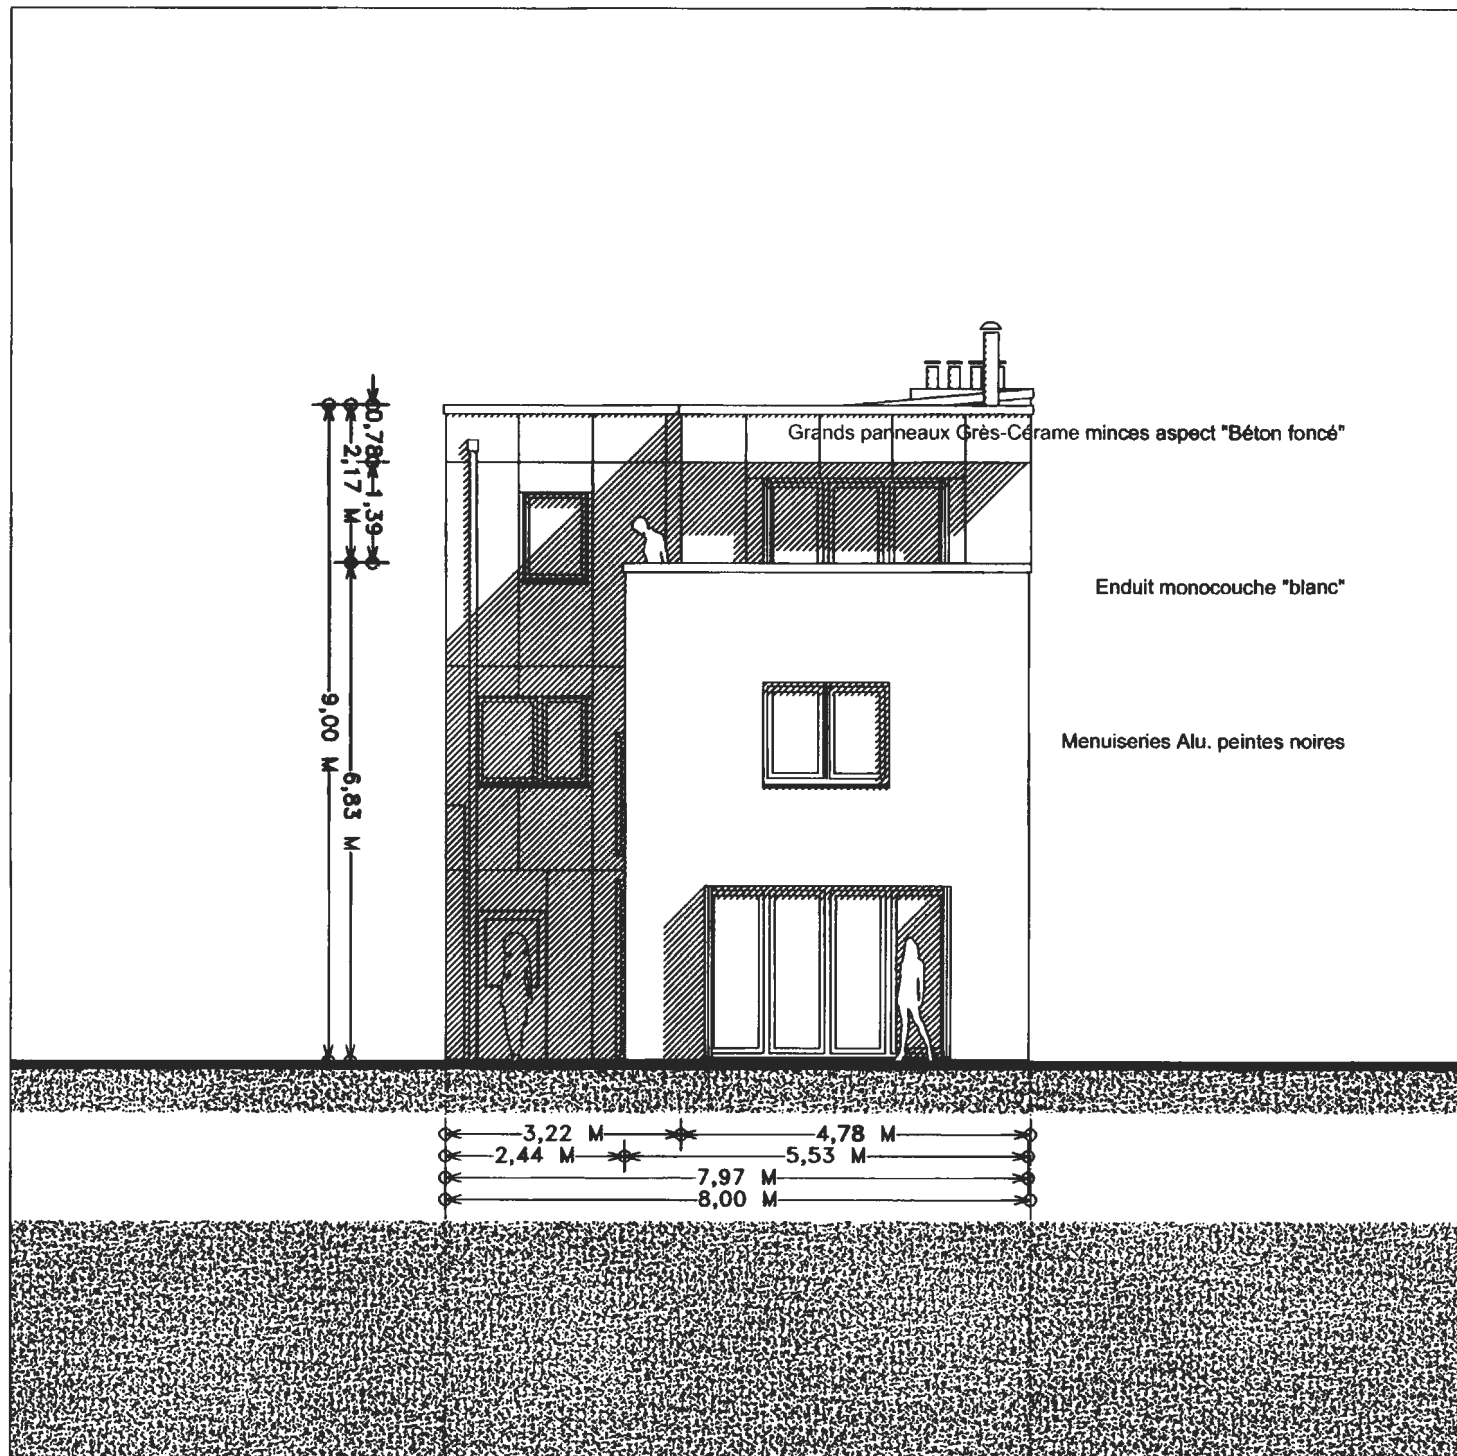 Grands panneaux Grès-Cérame minces aspect "Béton foncé"
Enduit monocouche "blanc"
Menuiseries Alu. peintes noires
0,78
1,39
2,17 M
9,00 M
6,83 M
3,22 M
4,78 M
2,44 M
5,53 M
7,97 M
8,00 M